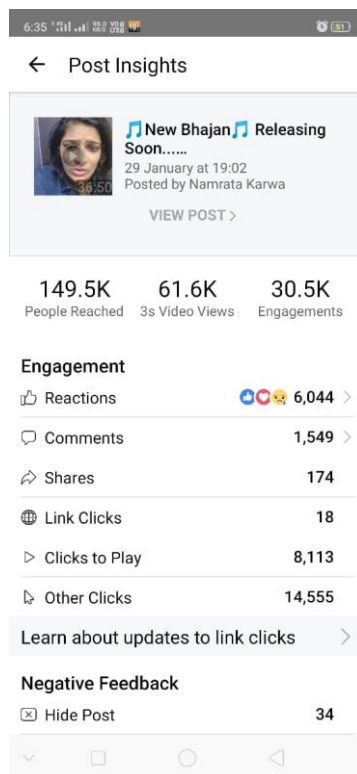 6:35
51
Post Insights
🎵New Bhajan🎵 Releasing
Soon......
29 January at 19:02
Posted by Namrata Karwa
36:50
VIEW POST >
149.5K 61.6K 30.5K
People Reached 3s Video Views Engagements
Engagement
Reactions 6,044
Comments 1,549
Shares 174
Link Clicks 18
Clicks to Play 8,113
Other Clicks 14,555
Learn about updates to link clicks
Negative Feedback
Hide Post 34